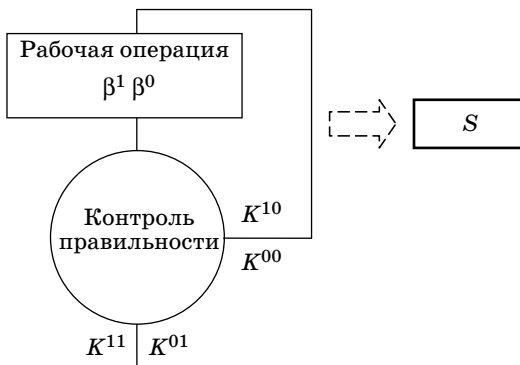 Рабочая операция
β¹ β⁰
S
Контроль
правильности
K¹⁰
K⁰⁰
K¹¹ K⁰¹